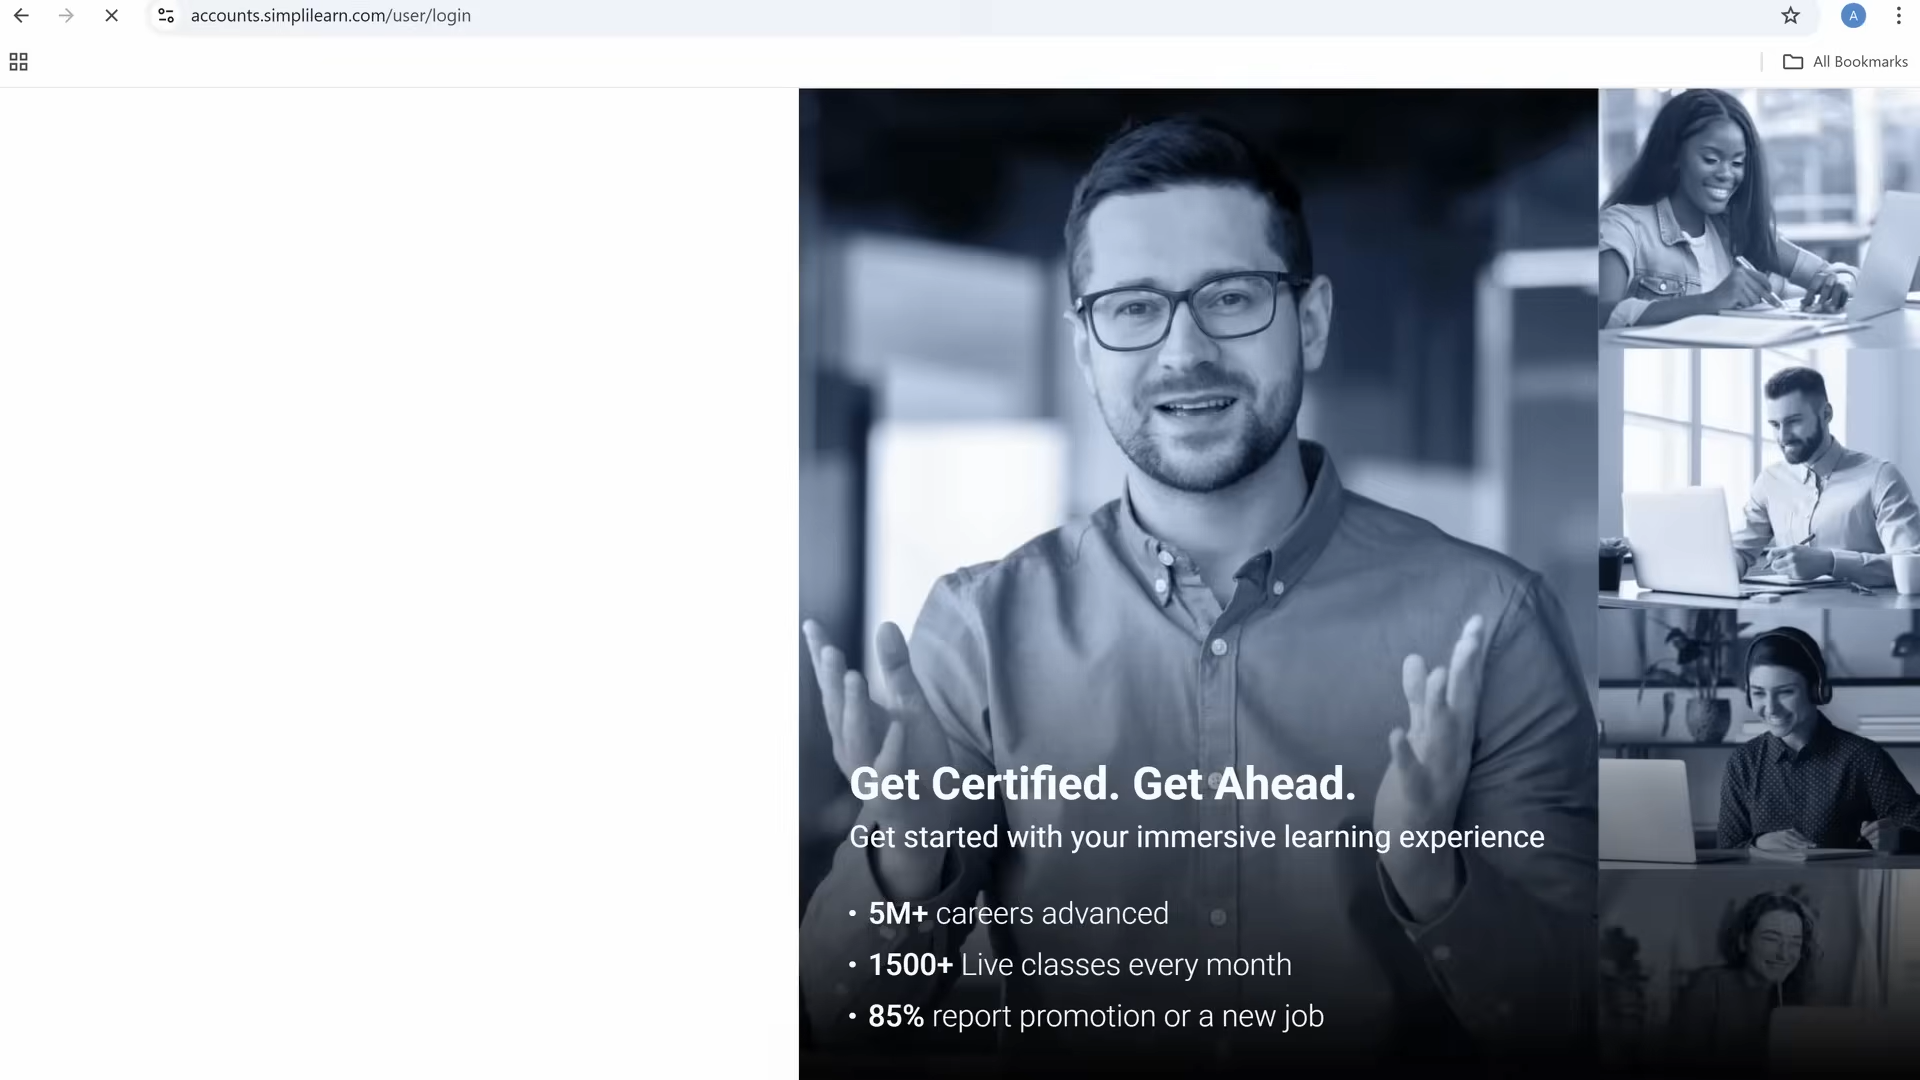 accounts.simplilearn.com/user/login
A
All Bookmarks
Get Certified. Get Ahead.
Get started with your immersive learning experience
• 5M+ careers advanced
• 1500+ Live classes every month
• 85% report promotion or a new job